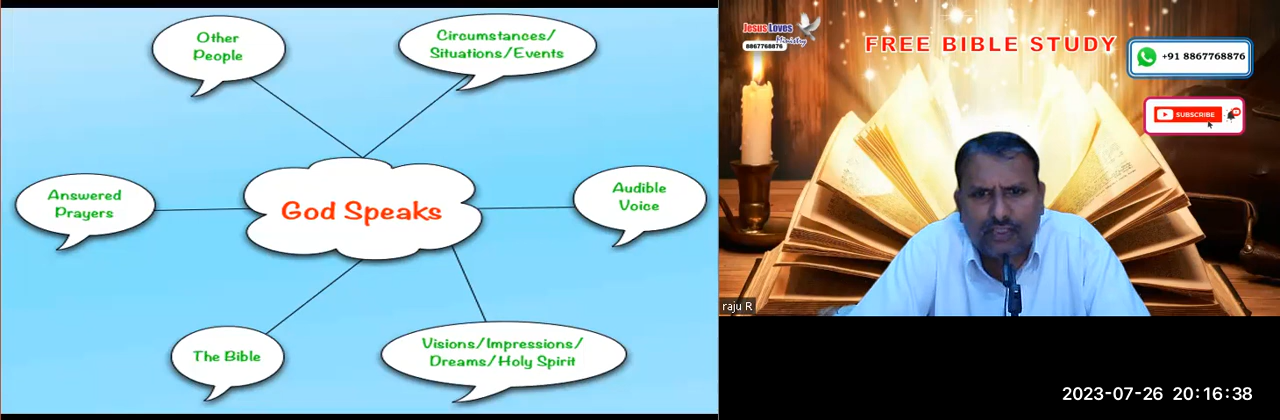 Other
People
Circumstances/
Situations/Events
Answered
Prayers
God Speaks
Audible
Voice
The Bible
Visions/Impressions/
Dreams/Holy Spirit
Jesus Loves
Ministry
8867768876
FREE BIBLE STUDY
+91 8867768876
SUBSCRIBE
raju R
2023-07-26 20:16:38